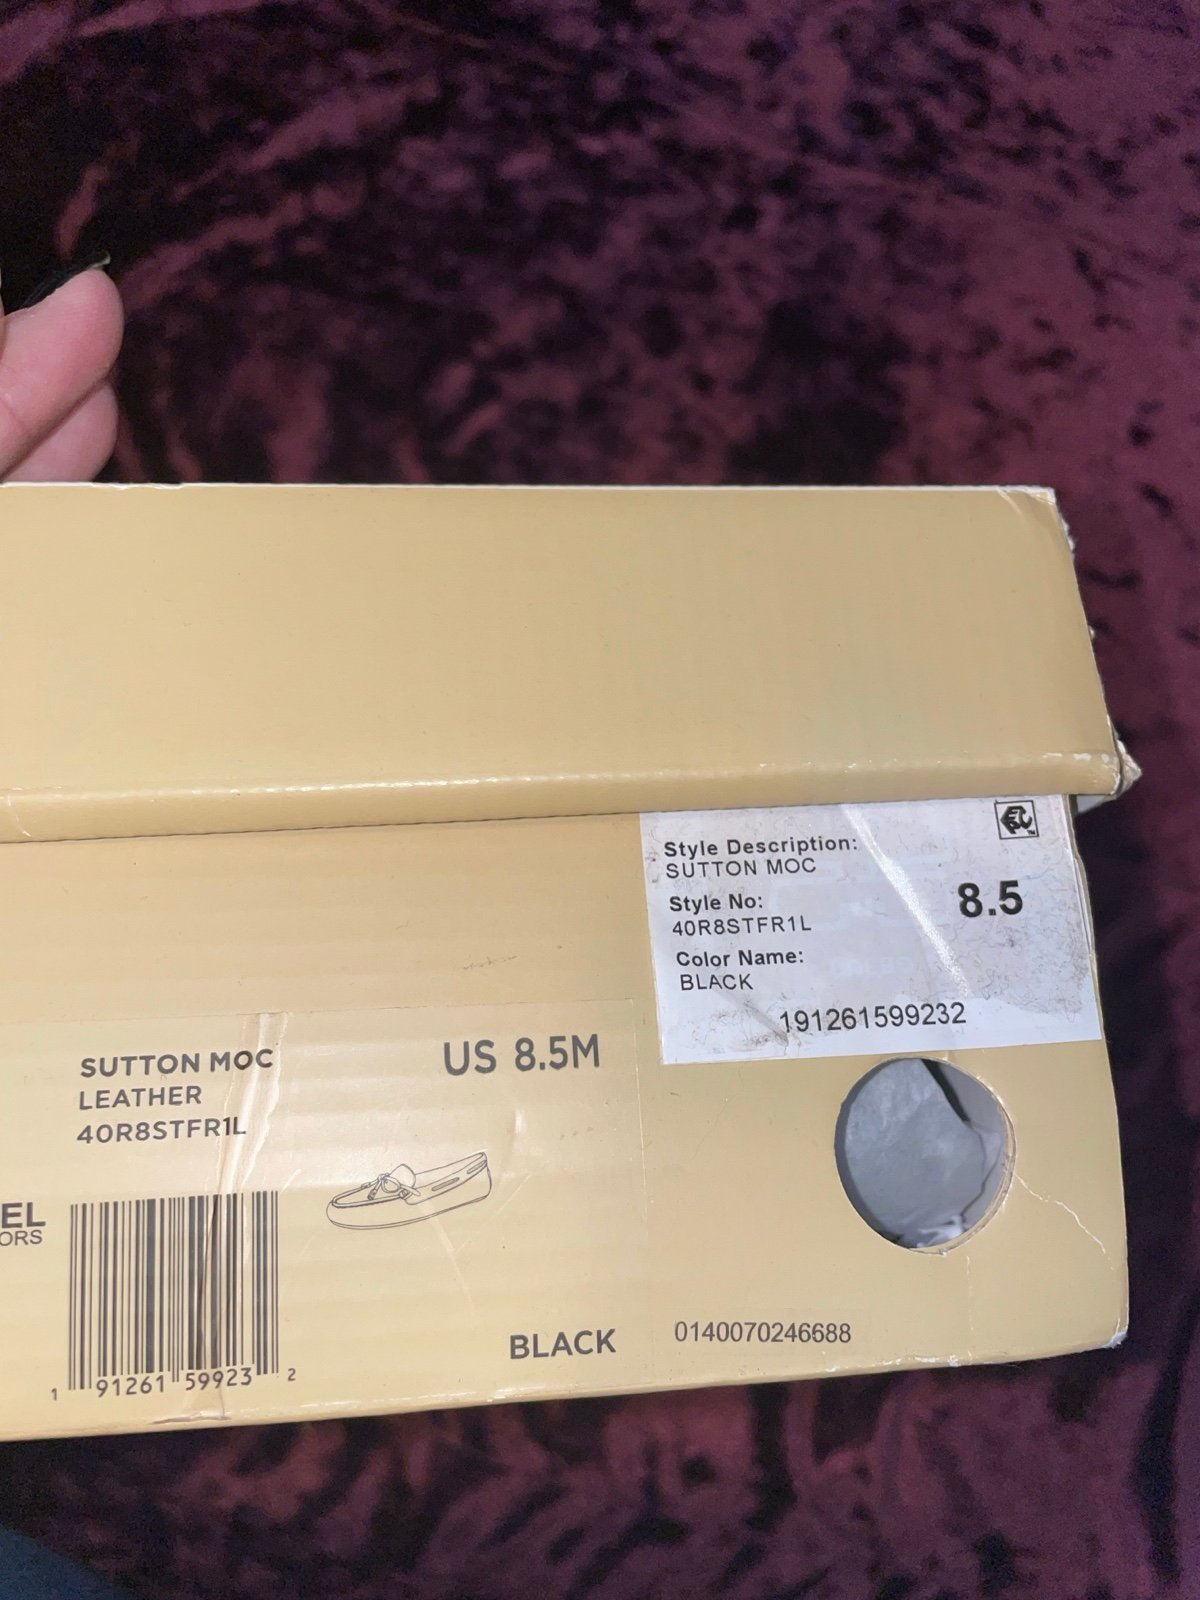 Style Description:
SUTTON MOC
Style No:
40R8STFR1L
Color Name:
BLACK
8.5
191261599232
SUTTON MOC
LEATHER
40R8STFR1L
US 8.5M
EL
ORS
1 91261 59923 2
BLACK
0140070246688